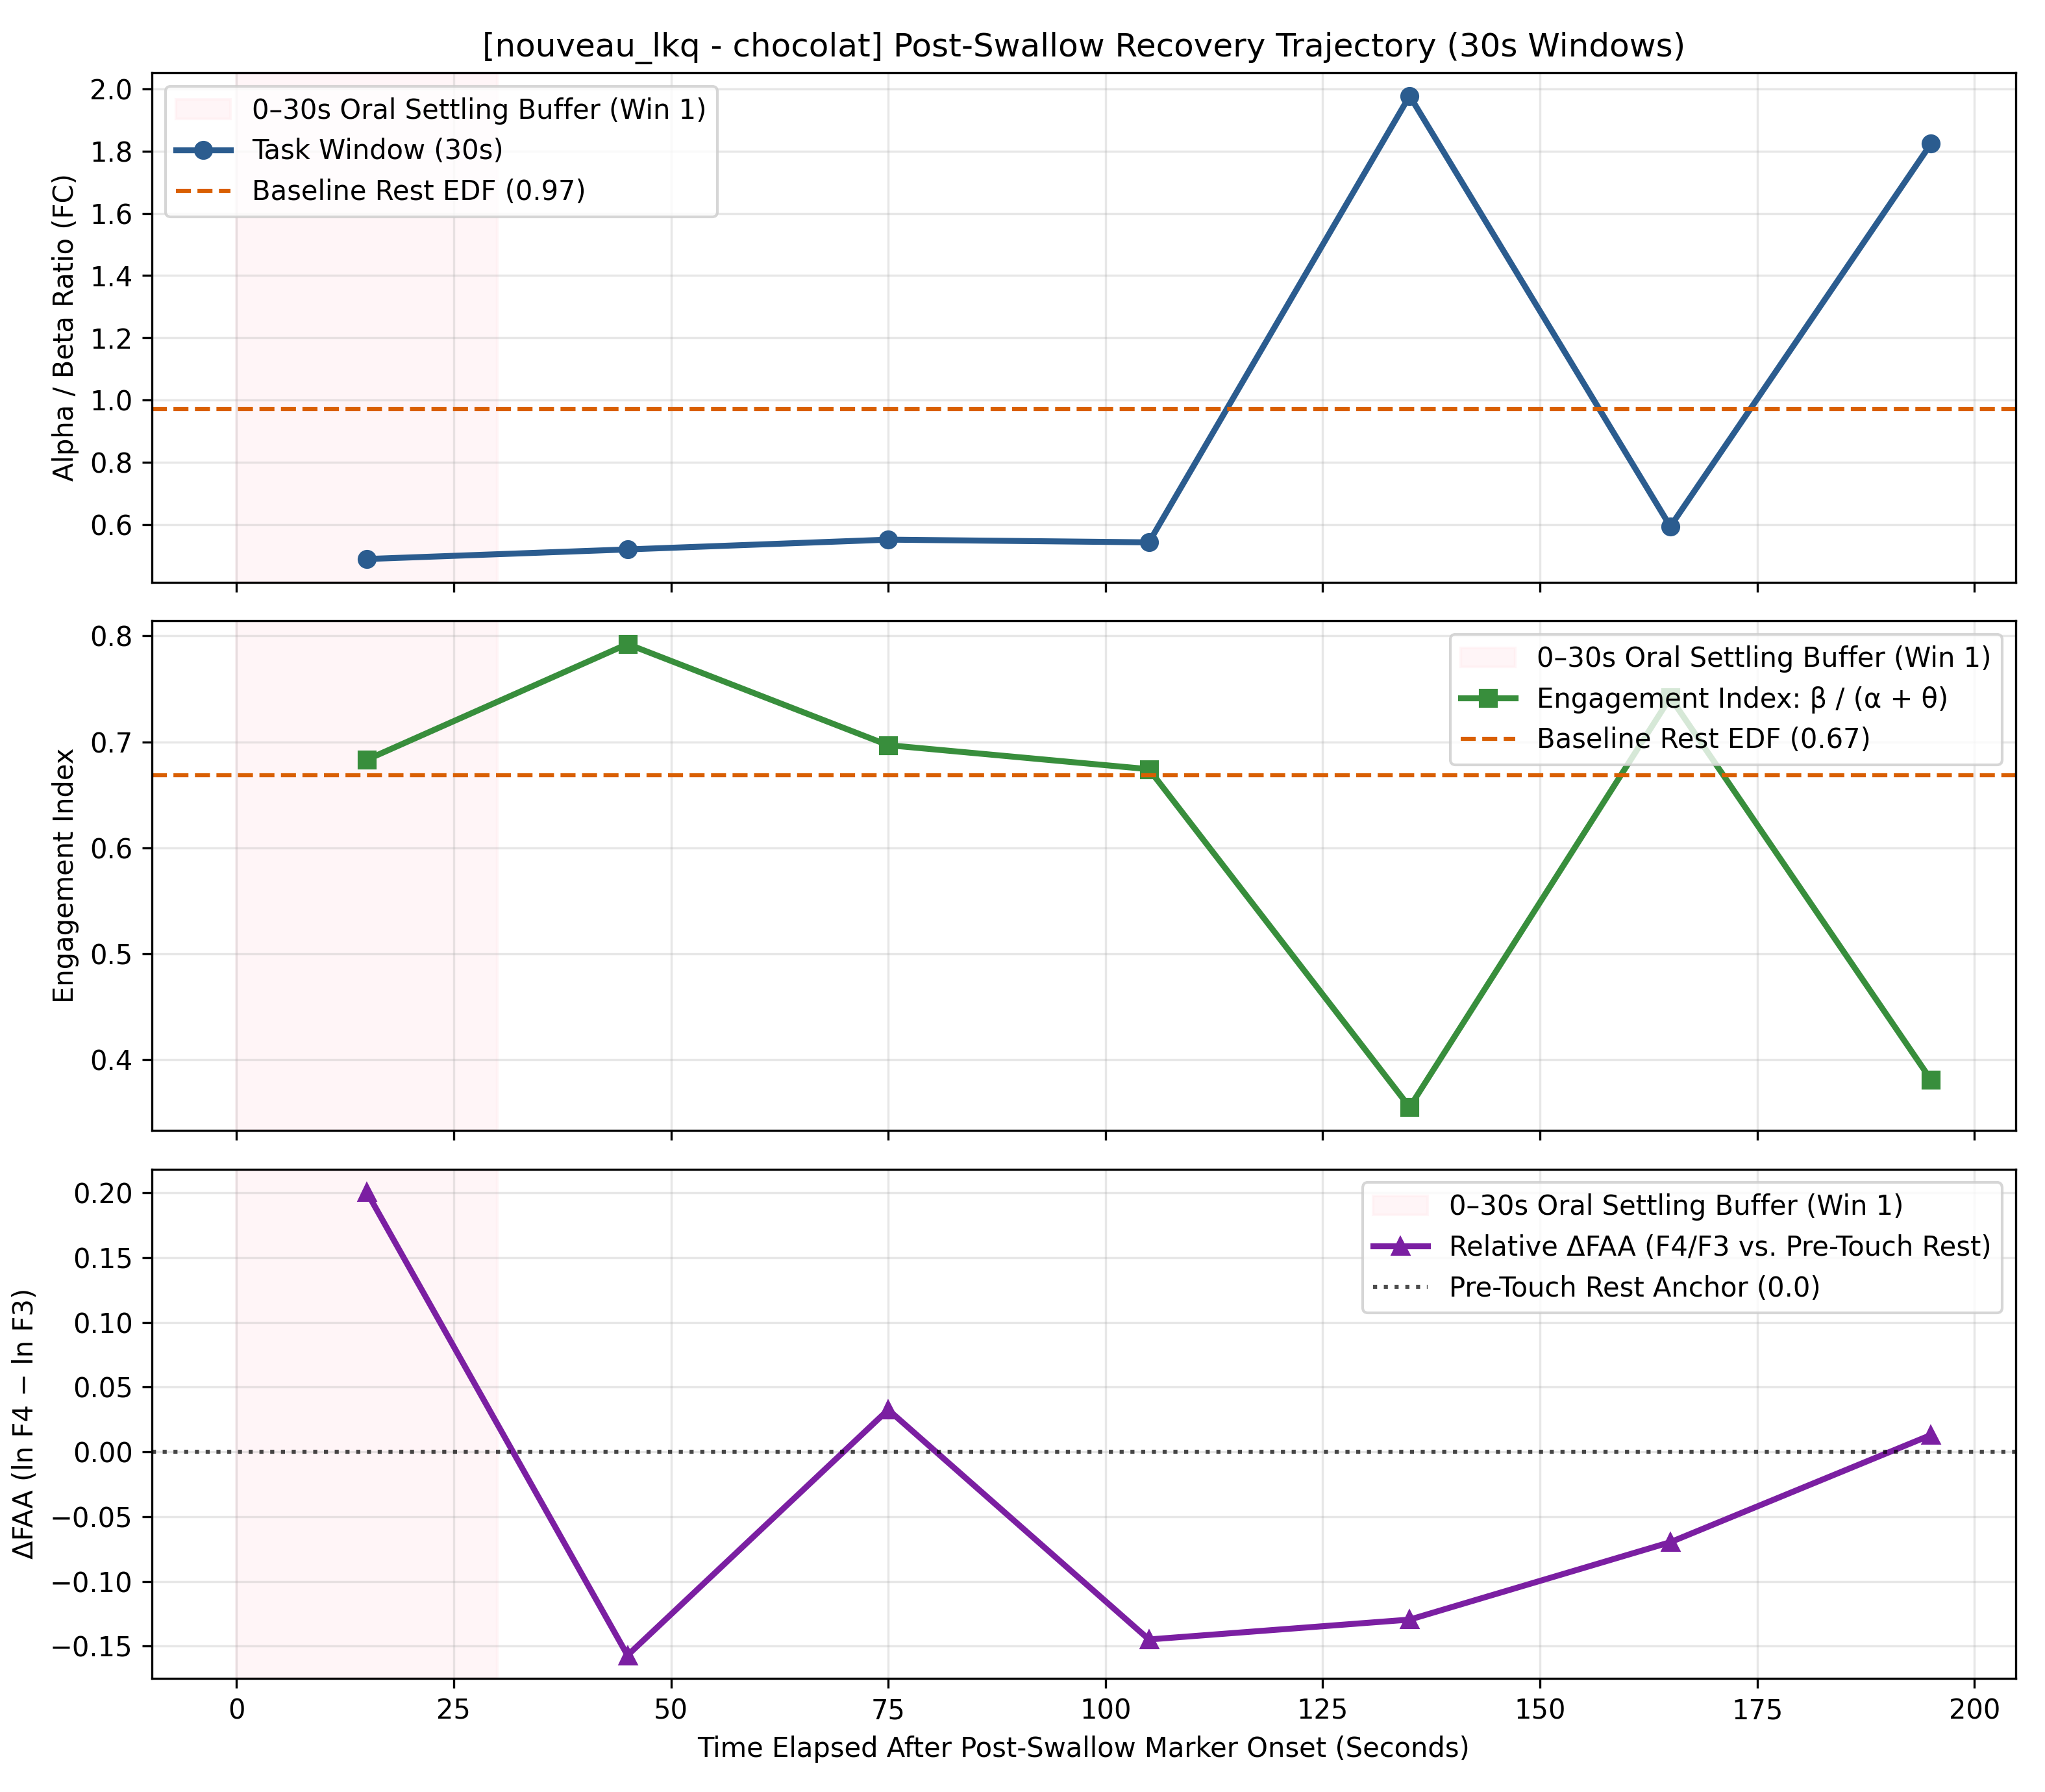 [nouveau_lkq - chocolat] Post-Swallow Recovery Trajectory (30s Windows)
2.0
1.8
1.6
1.4
1.2
1.0
0.8
0.6
Alpha / Beta Ratio (FC)
0–30s Oral Settling Buffer (Win 1)
Task Window (30s)
Baseline Rest EDF (0.97)
0.8
0.7
0.6
0.5
0.4
Engagement Index
0–30s Oral Settling Buffer (Win 1)
Engagement Index: β / (α + θ)
Baseline Rest EDF (0.67)
0.20
0.15
0.10
0.05
0.00
−0.05
−0.10
−0.15
ΔFAA (ln F4 − ln F3)
0–30s Oral Settling Buffer (Win 1)
Relative ΔFAA (F4/F3 vs. Pre-Touch Rest)
Pre-Touch Rest Anchor (0.0)
0 25 50 75 100 125 150 175 200
Time Elapsed After Post-Swallow Marker Onset (Seconds)